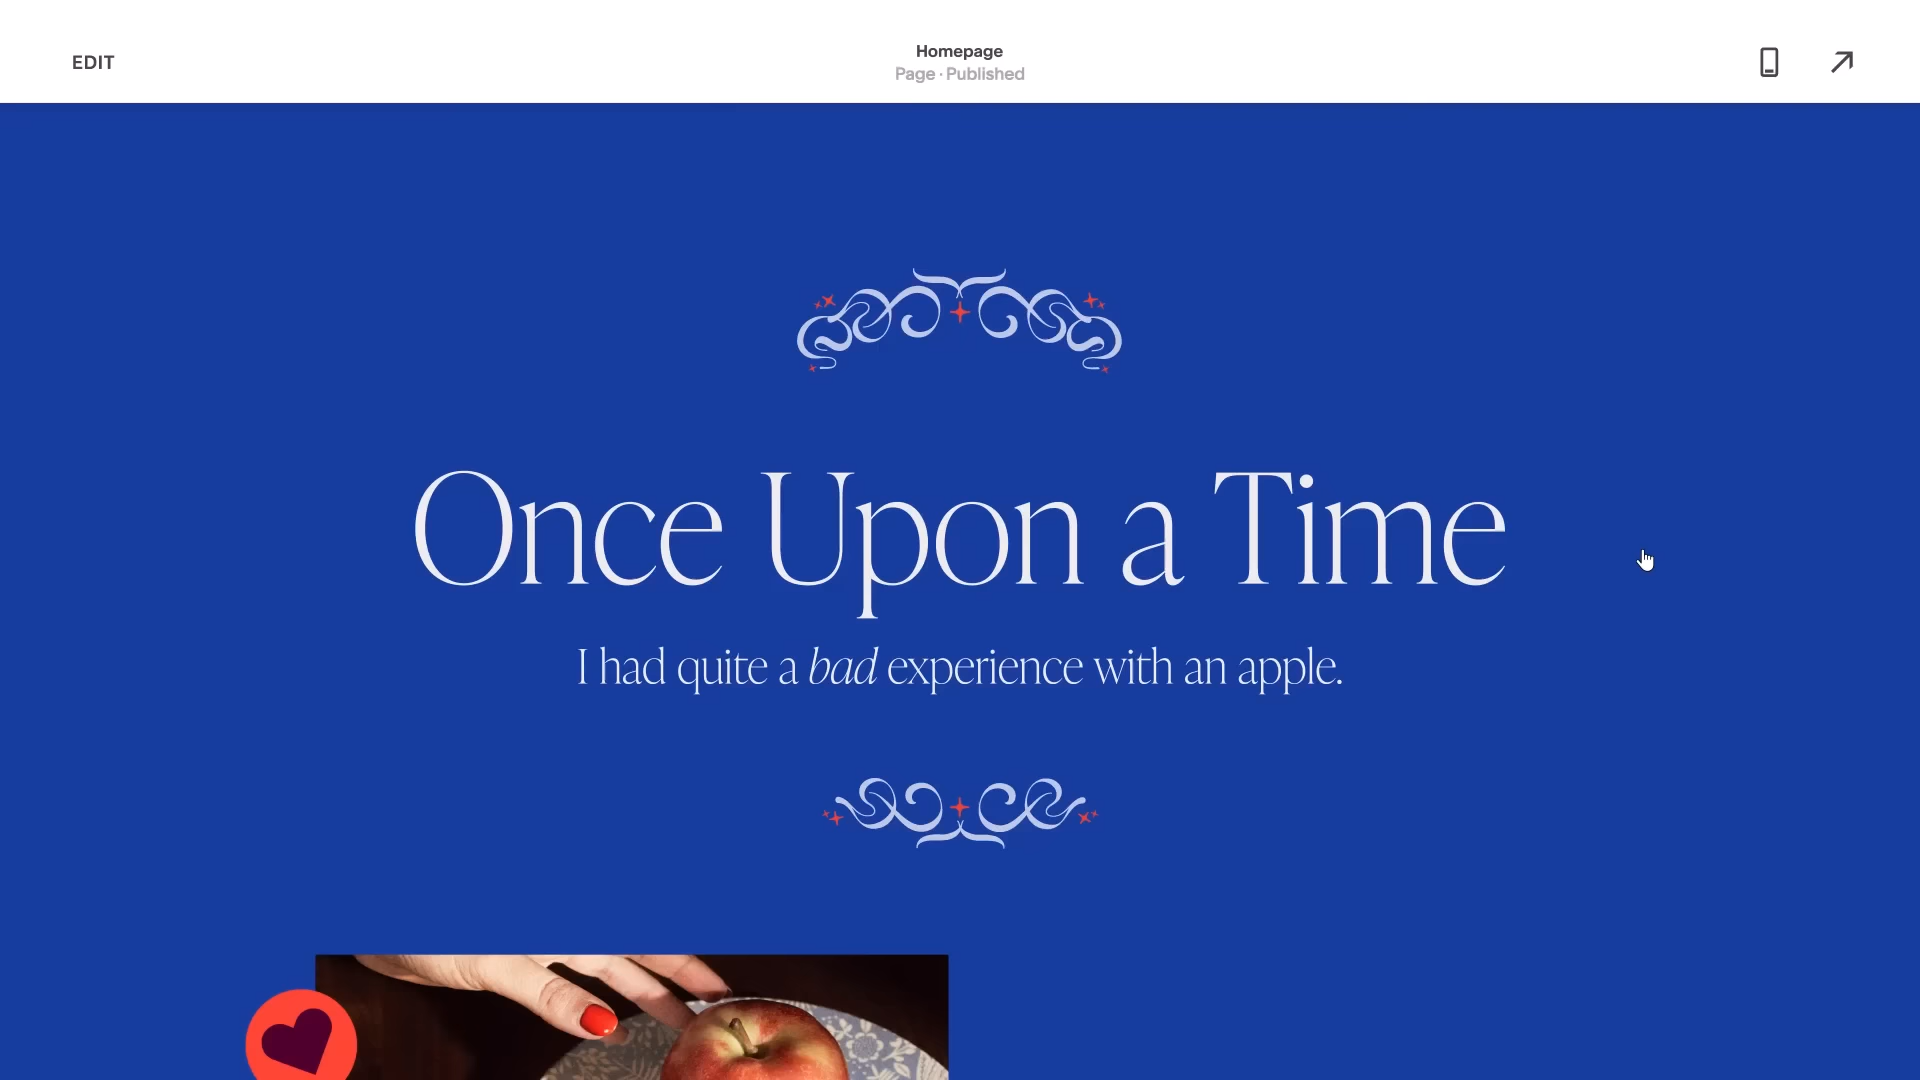 EDIT
Homepage
Page · Published
Once Upon a Time
I had quite a bad experience with an apple.